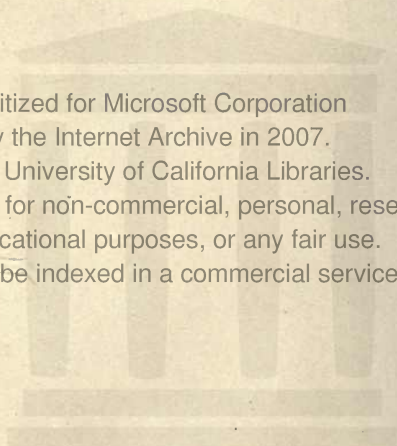 itized for Microsoft Corporation
y the Internet Archive in 2007.
University of California Libraries.
for non-commercial, personal, rese
cational purposes, or any fair use.
be indexed in a commercial service